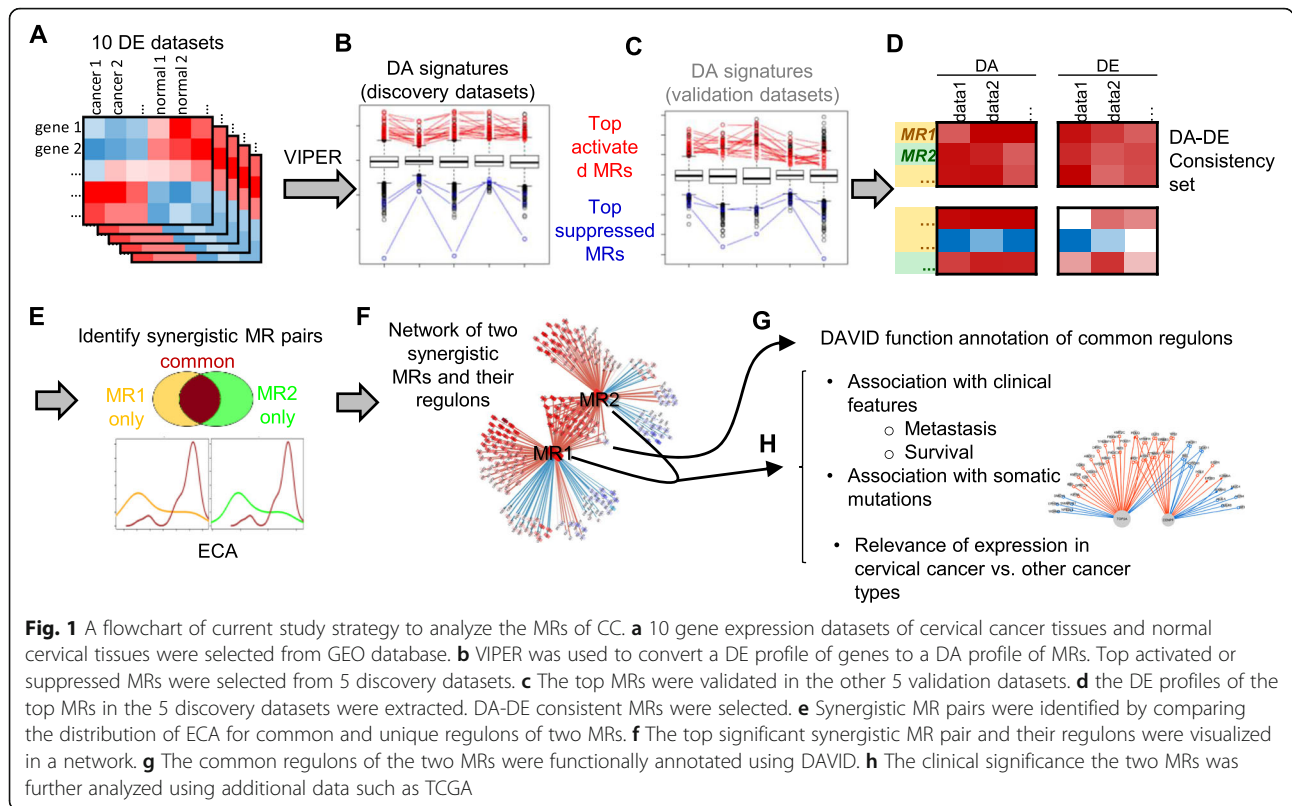 A
10 DE datasets
cancer 1
cancer 2
...
normal 1
normal 2
...
gene 1
gene 2
...
...
...
VIPER
B
DA signatures
(discovery datasets)
Top
activate
d MRs
Top
suppressed
MRs
C
DA signatures
(validation datasets)
D
DA
DE
data1
data2
...
data1
data2
...
MR1
MR2
...
...
...
...
DA-DE
Consistency
set
E
Identify synergistic MR pairs
common
MR1
only
MR2
only
ECA
F
Network of two
synergistic
MRs and their
regulons
MR2
MR1
G
DAVID function annotation of common regulons
H
• Association with clinical
features
o Metastasis
o Survival
• Association with somatic
mutations
• Relevance of expression in
cervical cancer vs. other cancer
types
Fig. 1 A flowchart of current study strategy to analyze the MRs of CC. a 10 gene expression datasets of cervical cancer tissues and normal
cervical tissues were selected from GEO database. b VIPER was used to convert a DE profile of genes to a DA profile of MRs. Top activated or
suppressed MRs were selected from 5 discovery datasets. c The top MRs were validated in the other 5 validation datasets. d the DE profiles of the
top MRs in the 5 discovery datasets were extracted. DA-DE consistent MRs were selected. e Synergistic MR pairs were identified by comparing
the distribution of ECA for common and unique regulons of two MRs. f The top significant synergistic MR pair and their regulons were visualized
in a network. g The common regulons of the two MRs were functionally annotated using DAVID. h The clinical significance the two MRs was
further analyzed using additional data such as TCGA